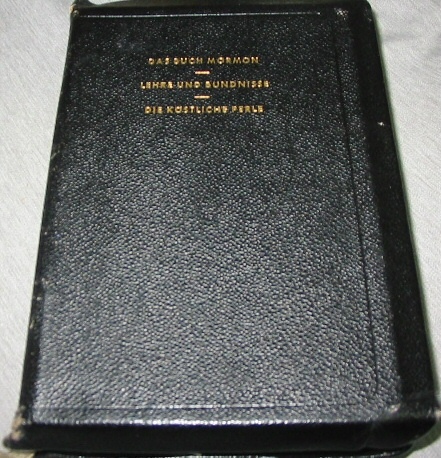 DAS BUCH MORMON
LEHRE UND BÜNDNISSE
DIE KÖSTLICHE PERLE